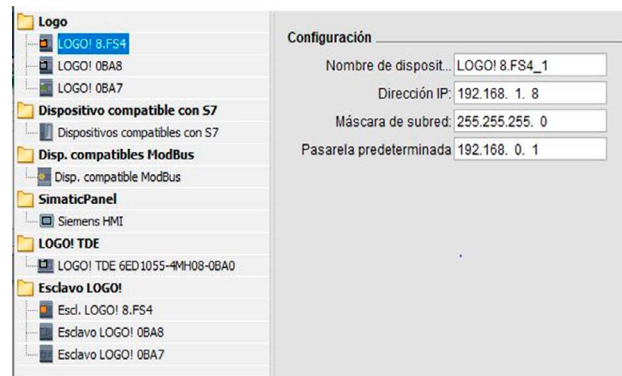 Logo
LOGO! 8.FS4
LOGO! 0BA8
LOGO! 0BA7
Dispositivo compatible con S7
Dispositivos compatibles con S7
Disp. compatibles ModBus
Disp. compatible ModBus
SimaticPanel
Siemens HMI
LOGO! TDE
LOGO! TDE 6ED1055-4MH08-0BA0
Esclavo LOGO!
Escl. LOGO! 8.FS4
Esclavo LOGO! 0BA8
Esclavo LOGO! 0BA7
Configuración
Nombre de disposit... LOGO! 8.FS4_1
Dirección IP: 192.168. 1. 8
Máscara de subred: 255.255.255. 0
Pasarela predeterminada 192.168. 0. 1